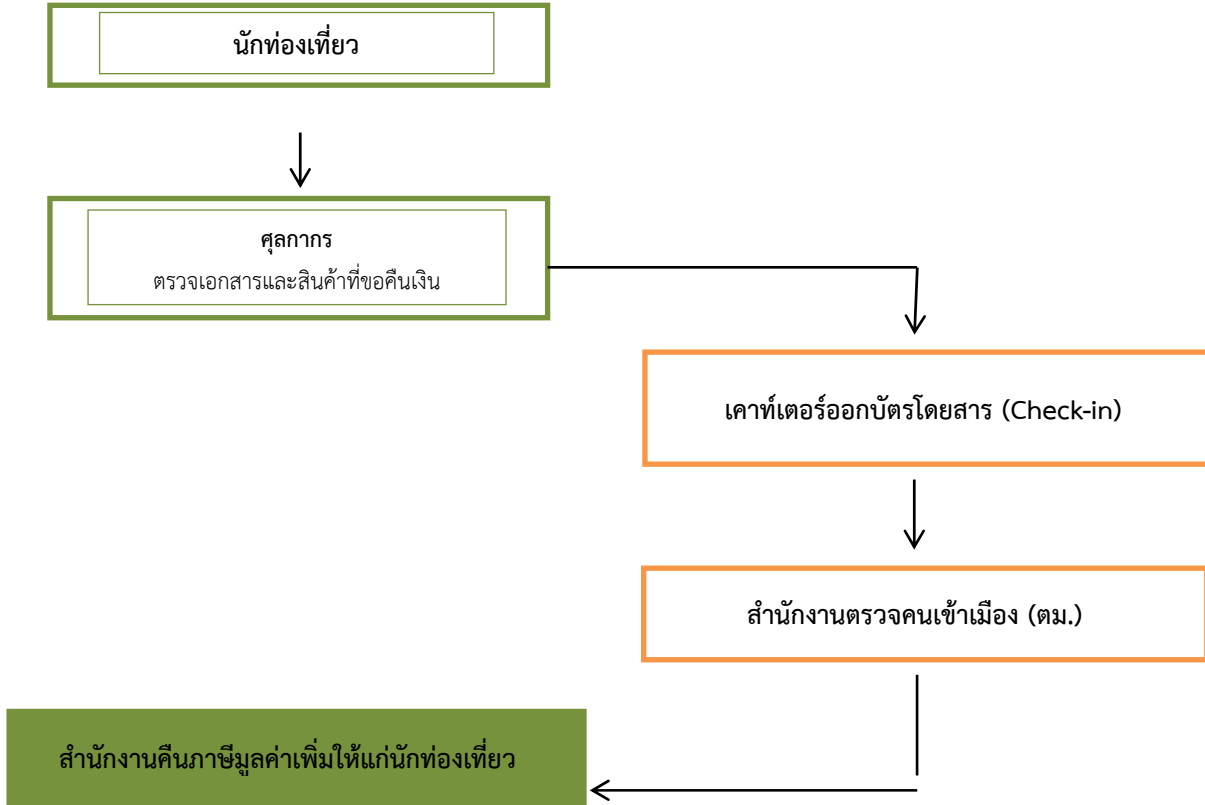 นักท่องเที่ยว
ศุลกากร
ตรวจเอกสารและสินค้าที่ขอคืนเงิน
เคาท์เตอร์ออกบัตรโดยสาร (Check-in)
สำนักงานตรวจคนเข้าเมือง (ตม.)
สำนักงานคืนภาษีมูลค่าเพิ่มให้แก่นักท่องเที่ยว